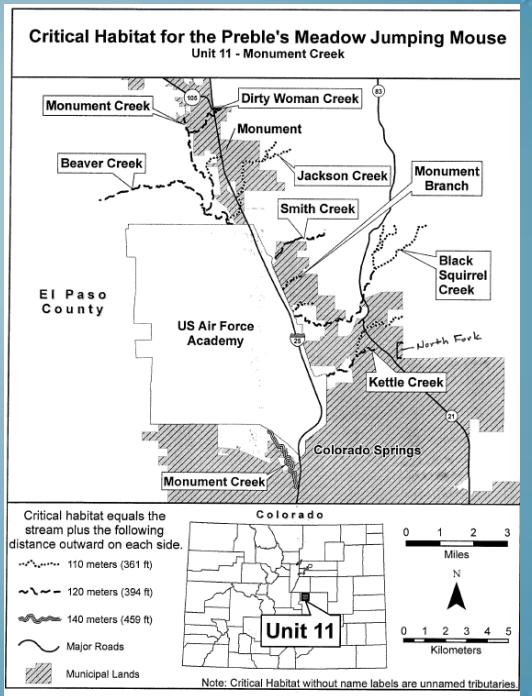 Critical Habitat for the Preble's Meadow Jumping Mouse
Unit 11 - Monument Creek
105
83
Monument Creek
Dirty Woman Creek
Monument
Beaver Creek
Jackson Creek
Monument
Branch
Smith Creek
Black
Squirrel
Creek
El Paso
County
US Air Force
Academy
25
North Fork
Kettle Creek
21
Colorado Springs
Monument Creek
Critical habitat equals the
stream plus the following
distance outward on each side.
110 meters (361 ft)
120 meters (394 ft)
140 meters (459 ft)
Major Roads
Municipal Lands
Colorado
Unit 11
0 1 2 3
Miles
N
0 1 2 3 4 5
Kilometers
Note: Critical Habitat without name labels are unnamed tributaries.